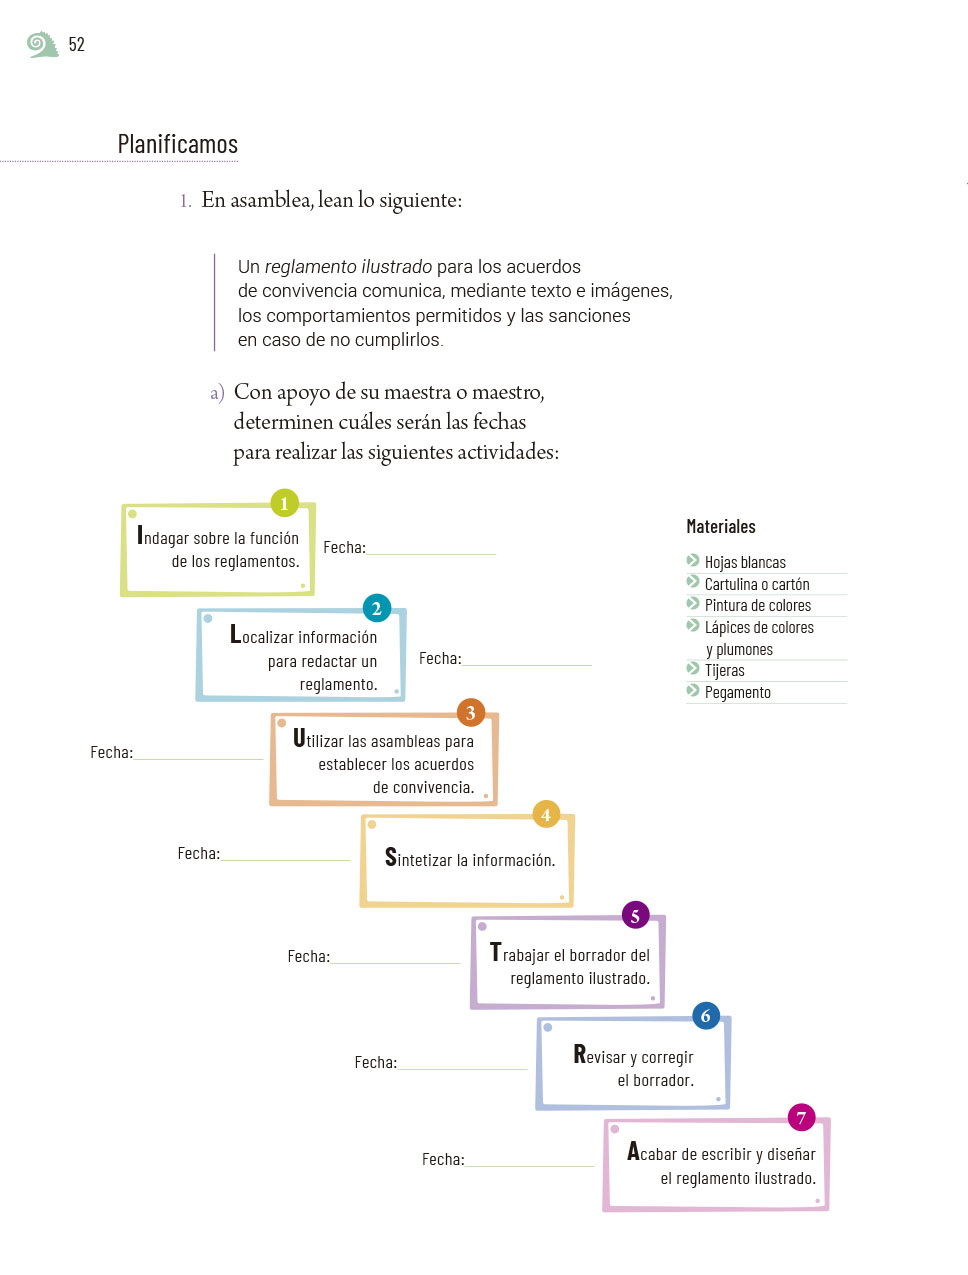 52
Planificamos
1. En asamblea, lean lo siguiente:
Un reglamento ilustrado para los acuerdos
de convivencia comunica, mediante texto e imágenes,
los comportamientos permitidos y las sanciones
en caso de no cumplirlos.
a) Con apoyo de su maestra o maestro,
determinen cuáles serán las fechas
para realizar las siguientes actividades:
1
Indagar sobre la función
de los reglamentos.
Fecha:
2
Localizar información
para redactar un
reglamento.
Fecha:
3
Utilizar las asambleas para
establecer los acuerdos
de convivencia.
Fecha:
4
Sintetizar la información.
Fecha:
5
Trabajar el borrador del
reglamento ilustrado.
Fecha:
6
Revisar y corregir
el borrador.
Fecha:
7
Acabar de escribir y diseñar
el reglamento ilustrado.
Fecha:
Materiales
Hojas blancas
Cartulina o cartón
Pintura de colores
Lápices de colores
y plumones
Tijeras
Pegamento